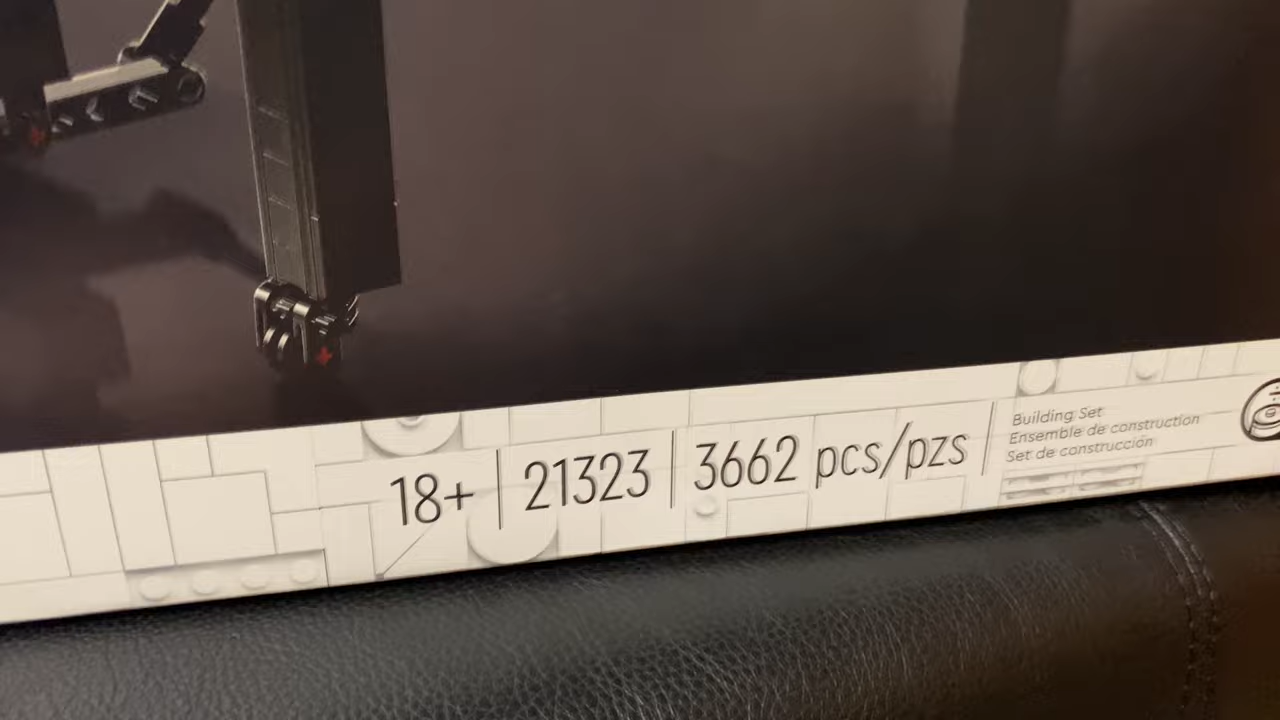 18+ | 21323 | 3662 pcs/pzs
Building Set
Ensemble de construction
Set de construcción